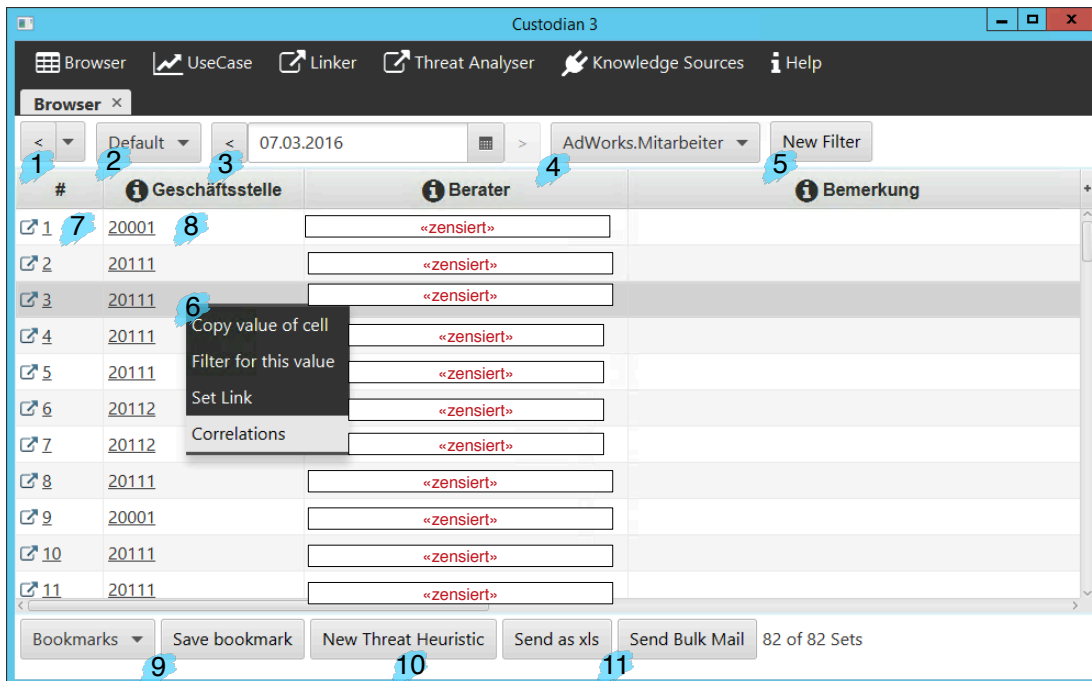 Custodian 3
Browser UseCase Linker Threat Analyser Knowledge Sources Help
Browser ×
< Default < 07.03.2016 > AdWorks.Mitarbeiter New Filter
1 2 3 4 5
# Geschäftsstelle Berater Bemerkung +
1 7 20001 8 «zensiert»
2 20111 «zensiert»
3 20111 6 «zensiert»
Copy value of cell
4 20111 «zensiert»
Filter for this value
5 20111 «zensiert»
Set Link
6 20112 «zensiert»
Correlations
7 20112 «zensiert»
8 20111 «zensiert»
9 20001 «zensiert»
10 20111 «zensiert»
11 20111 «zensiert»
Bookmarks Save bookmark New Threat Heuristic Send as xls Send Bulk Mail 82 of 82 Sets
9 10 11